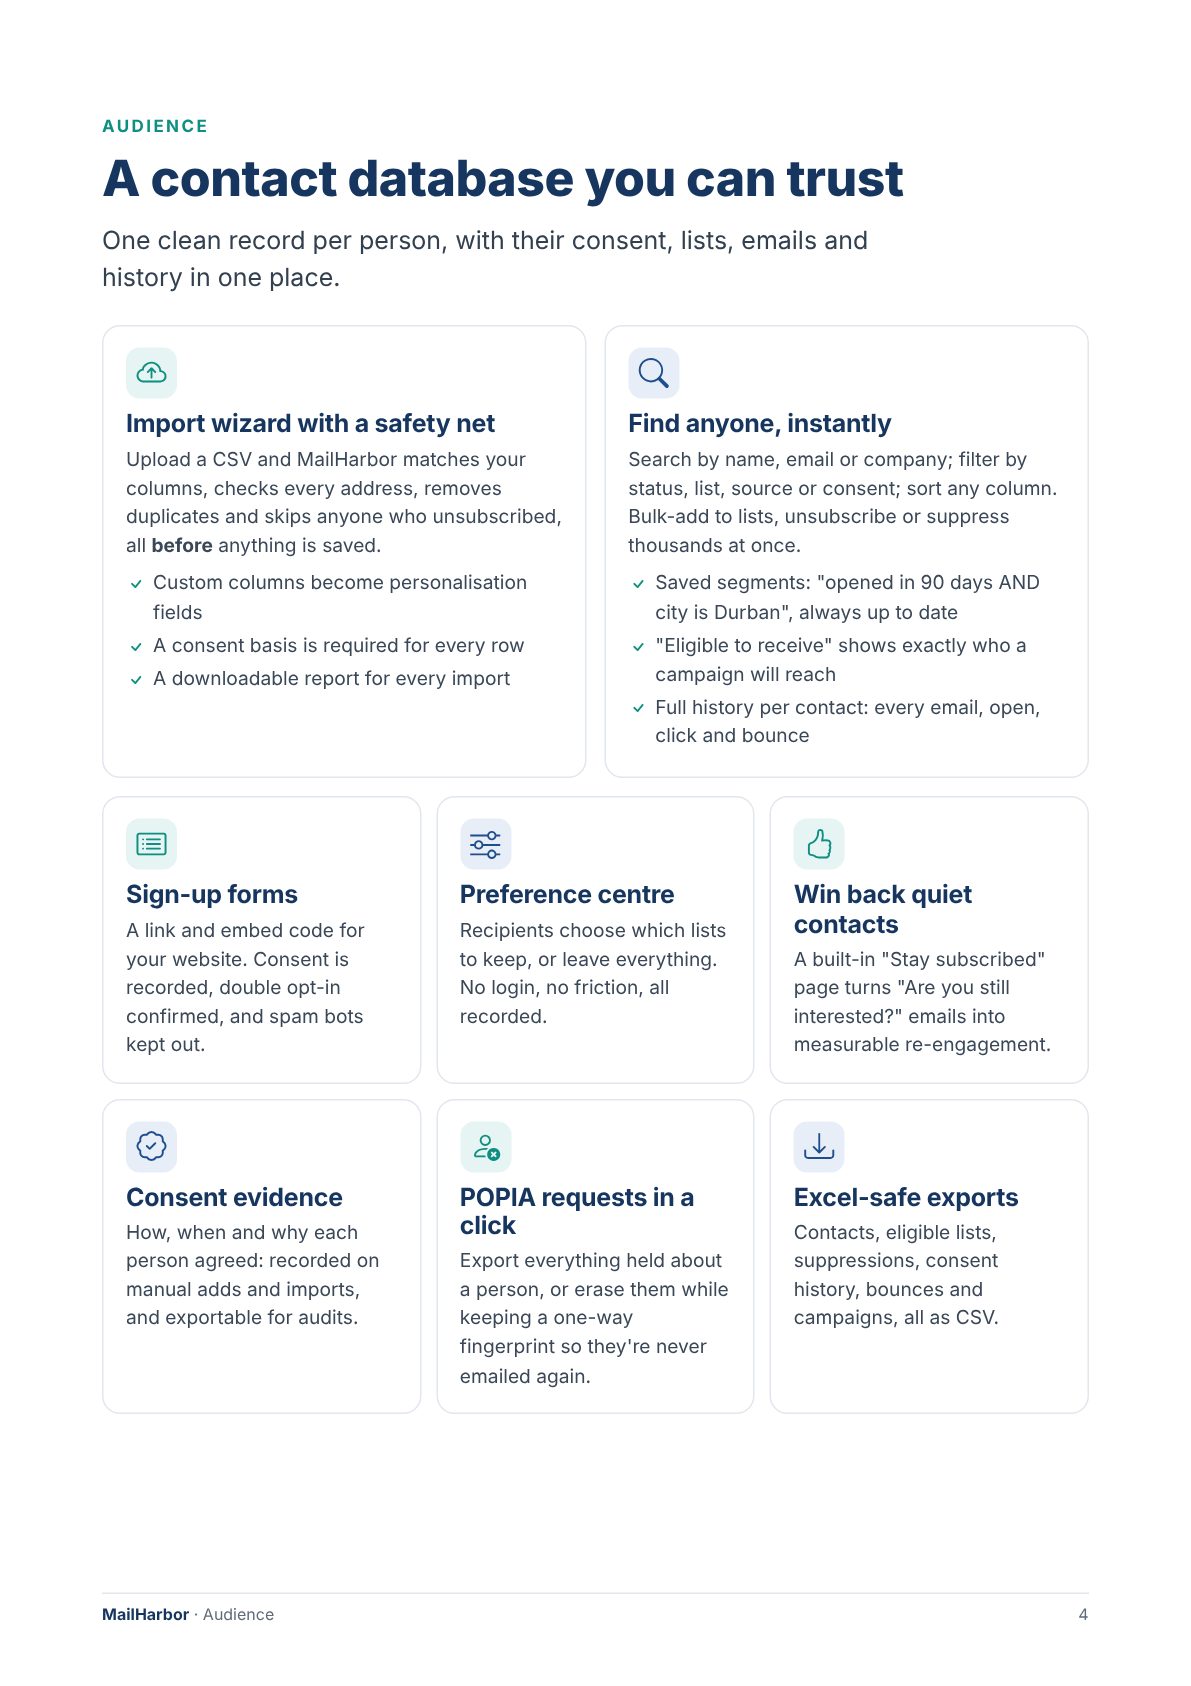 AUDIENCE
A contact database you can trust
One clean record per person, with their consent, lists, emails and
history in one place.
Import wizard with a safety net
Upload a CSV and MailHarbor matches your
columns, checks every address, removes
duplicates and skips anyone who unsubscribed,
all before anything is saved.
Custom columns become personalisation
fields
A consent basis is required for every row
A downloadable report for every import
Find anyone, instantly
Search by name, email or company; filter by
status, list, source or consent; sort any column.
Bulk-add to lists, unsubscribe or suppress
thousands at once.
Saved segments: "opened in 90 days AND
city is Durban", always up to date
"Eligible to receive" shows exactly who a
campaign will reach
Full history per contact: every email, open,
click and bounce
Sign-up forms
A link and embed code for
your website. Consent is
recorded, double opt-in
confirmed, and spam bots
kept out.
Preference centre
Recipients choose which lists
to keep, or leave everything.
No login, no friction, all
recorded.
Win back quiet
contacts
A built-in "Stay subscribed"
page turns "Are you still
interested?" emails into
measurable re-engagement.
Consent evidence
How, when and why each
person agreed: recorded on
manual adds and imports,
and exportable for audits.
POPIA requests in a
click
Export everything held about
a person, or erase them while
keeping a one-way
fingerprint so they're never
emailed again.
Excel-safe exports
Contacts, eligible lists,
suppressions, consent
history, bounces and
campaigns, all as CSV.
MailHarbor · Audience
4